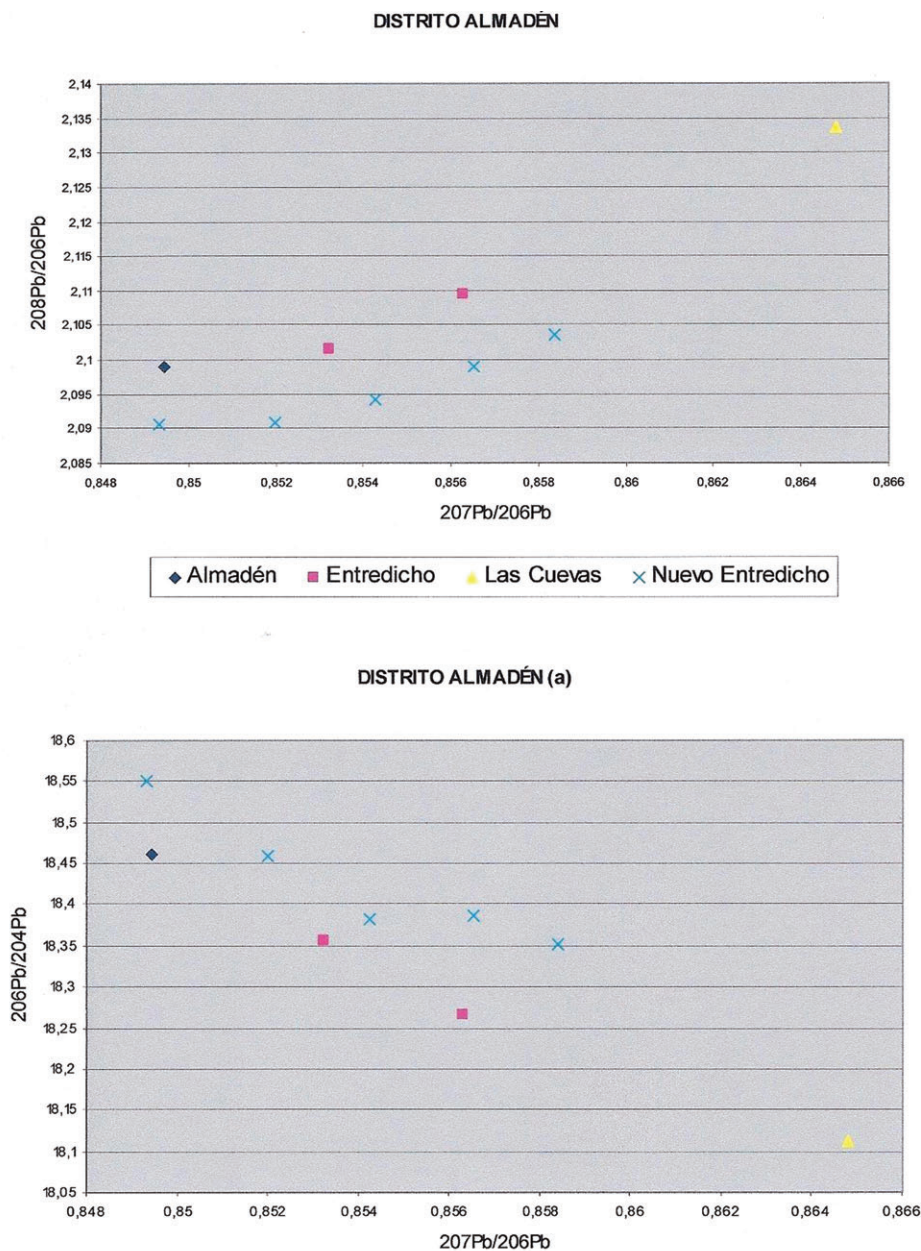 DISTRITO ALMADÉN
2,14
2,135
2,13
2,125
2,12
2,115
2,11
2,105
2,1
2,095
2,09
2,085
208Pb/206Pb
0,848 0,85 0,852 0,854 0,856 0,858 0,86 0,862 0,864 0,866
207Pb/206Pb
Almadén Entredicho Las Cuevas Nuevo Entredicho
DISTRITO ALMADÉN (a)
18,6
18,55
18,5
18,45
18,4
18,35
18,3
18,25
18,2
18,15
18,1
18,05
206Pb/204Pb
0,848 0,85 0,852 0,854 0,856 0,858 0,86 0,862 0,864 0,866
207Pb/206Pb